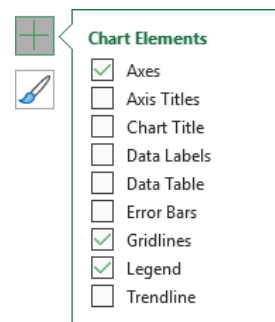 Chart Elements
Axes
Axis Titles
Chart Title
Data Labels
Data Table
Error Bars
Gridlines
Legend
Trendline